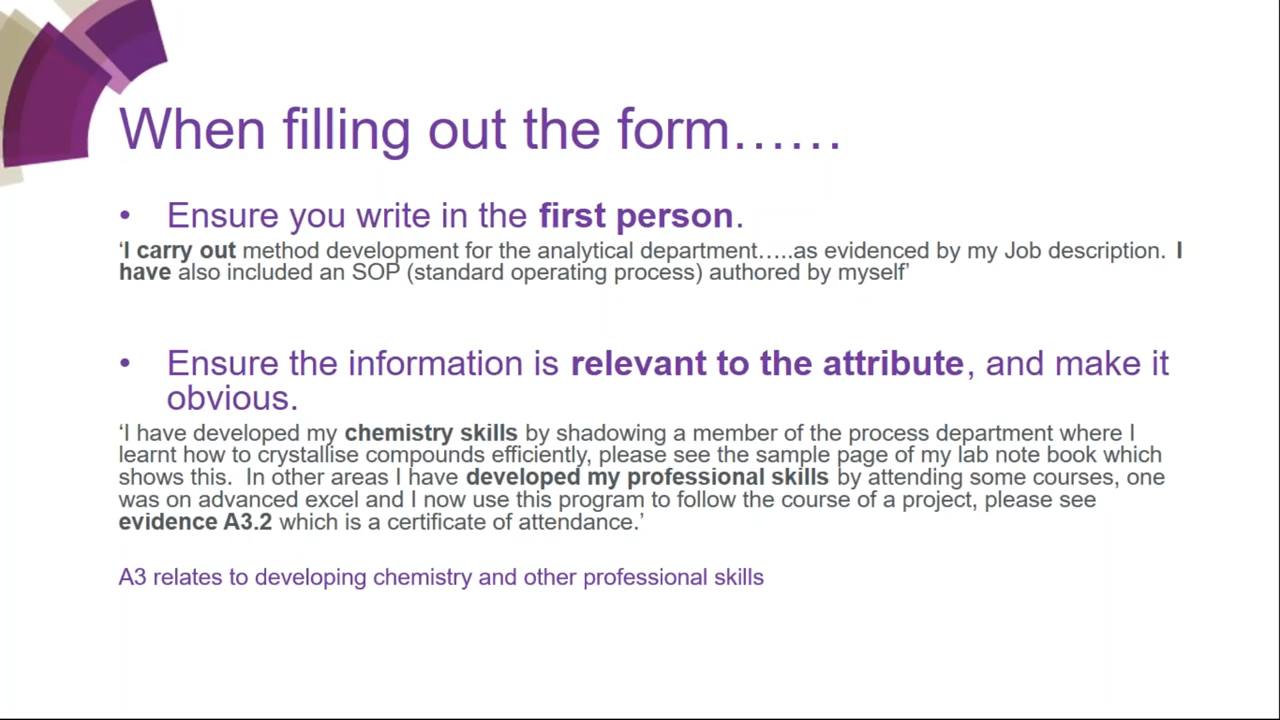 When filling out the form……
• Ensure you write in the first person.
‘I carry out method development for the analytical department…..as evidenced by my Job description. I
have also included an SOP (standard operating process) authored by myself’
• Ensure the information is relevant to the attribute, and make it
obvious.
‘I have developed my chemistry skills by shadowing a member of the process department where I
learnt how to crystallise compounds efficiently, please see the sample page of my lab note book which
shows this. In other areas I have developed my professional skills by attending some courses, one
was on advanced excel and I now use this program to follow the course of a project, please see
evidence A3.2 which is a certificate of attendance.’
A3 relates to developing chemistry and other professional skills